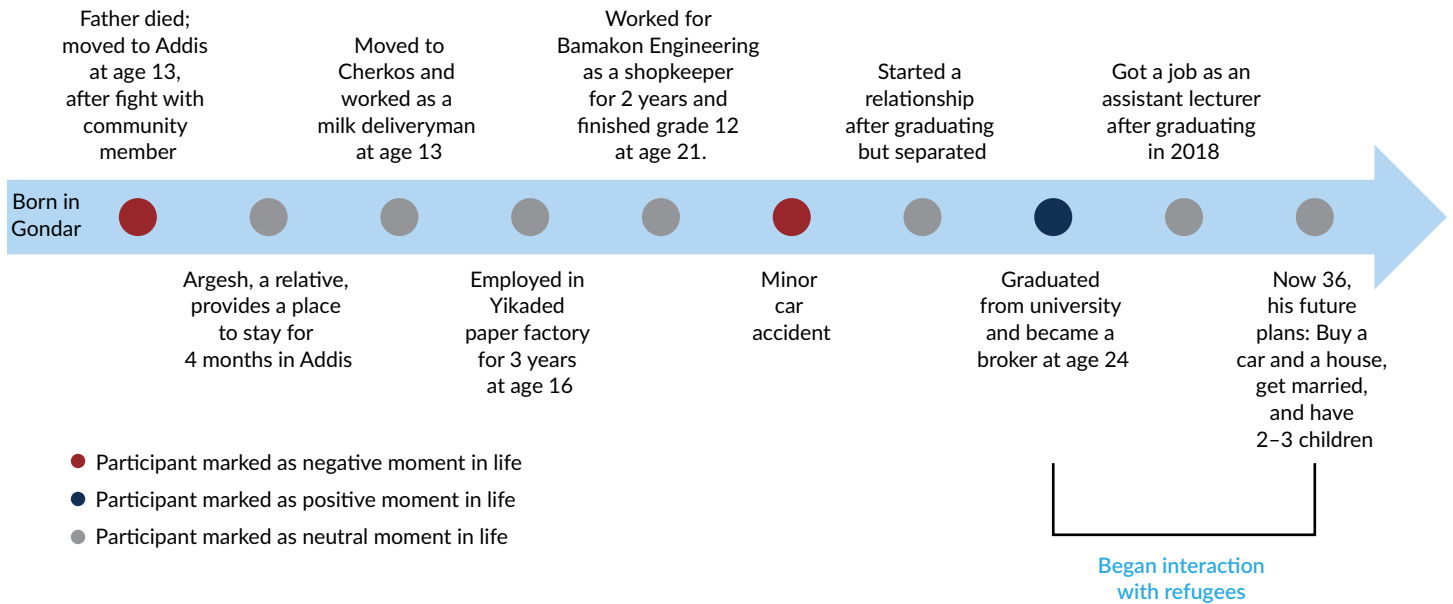 Father died;
moved to Addis
at age 13,
after fight with
community
member
Moved to
Cherkos and
worked as a
milk deliveryman
at age 13
Worked for
Bamakon Engineering
as a shopkeeper
for 2 years and
finished grade 12
at age 21.
Started a
relationship
after graduating
but separated
Got a job as an
assistant lecturer
after graduating
in 2018
Born in
Gondar
Argesh, a relative,
provides a place
to stay for
4 months in Addis
Employed in
Yikaded
paper factory
for 3 years
at age 16
Minor
car
accident
Graduated
from university
and became a
broker at age 24
Now 36,
his future
plans: Buy a
car and a house,
get married,
and have
2–3 children
Participant marked as negative moment in life
Participant marked as positive moment in life
Participant marked as neutral moment in life
Began interaction
with refugees